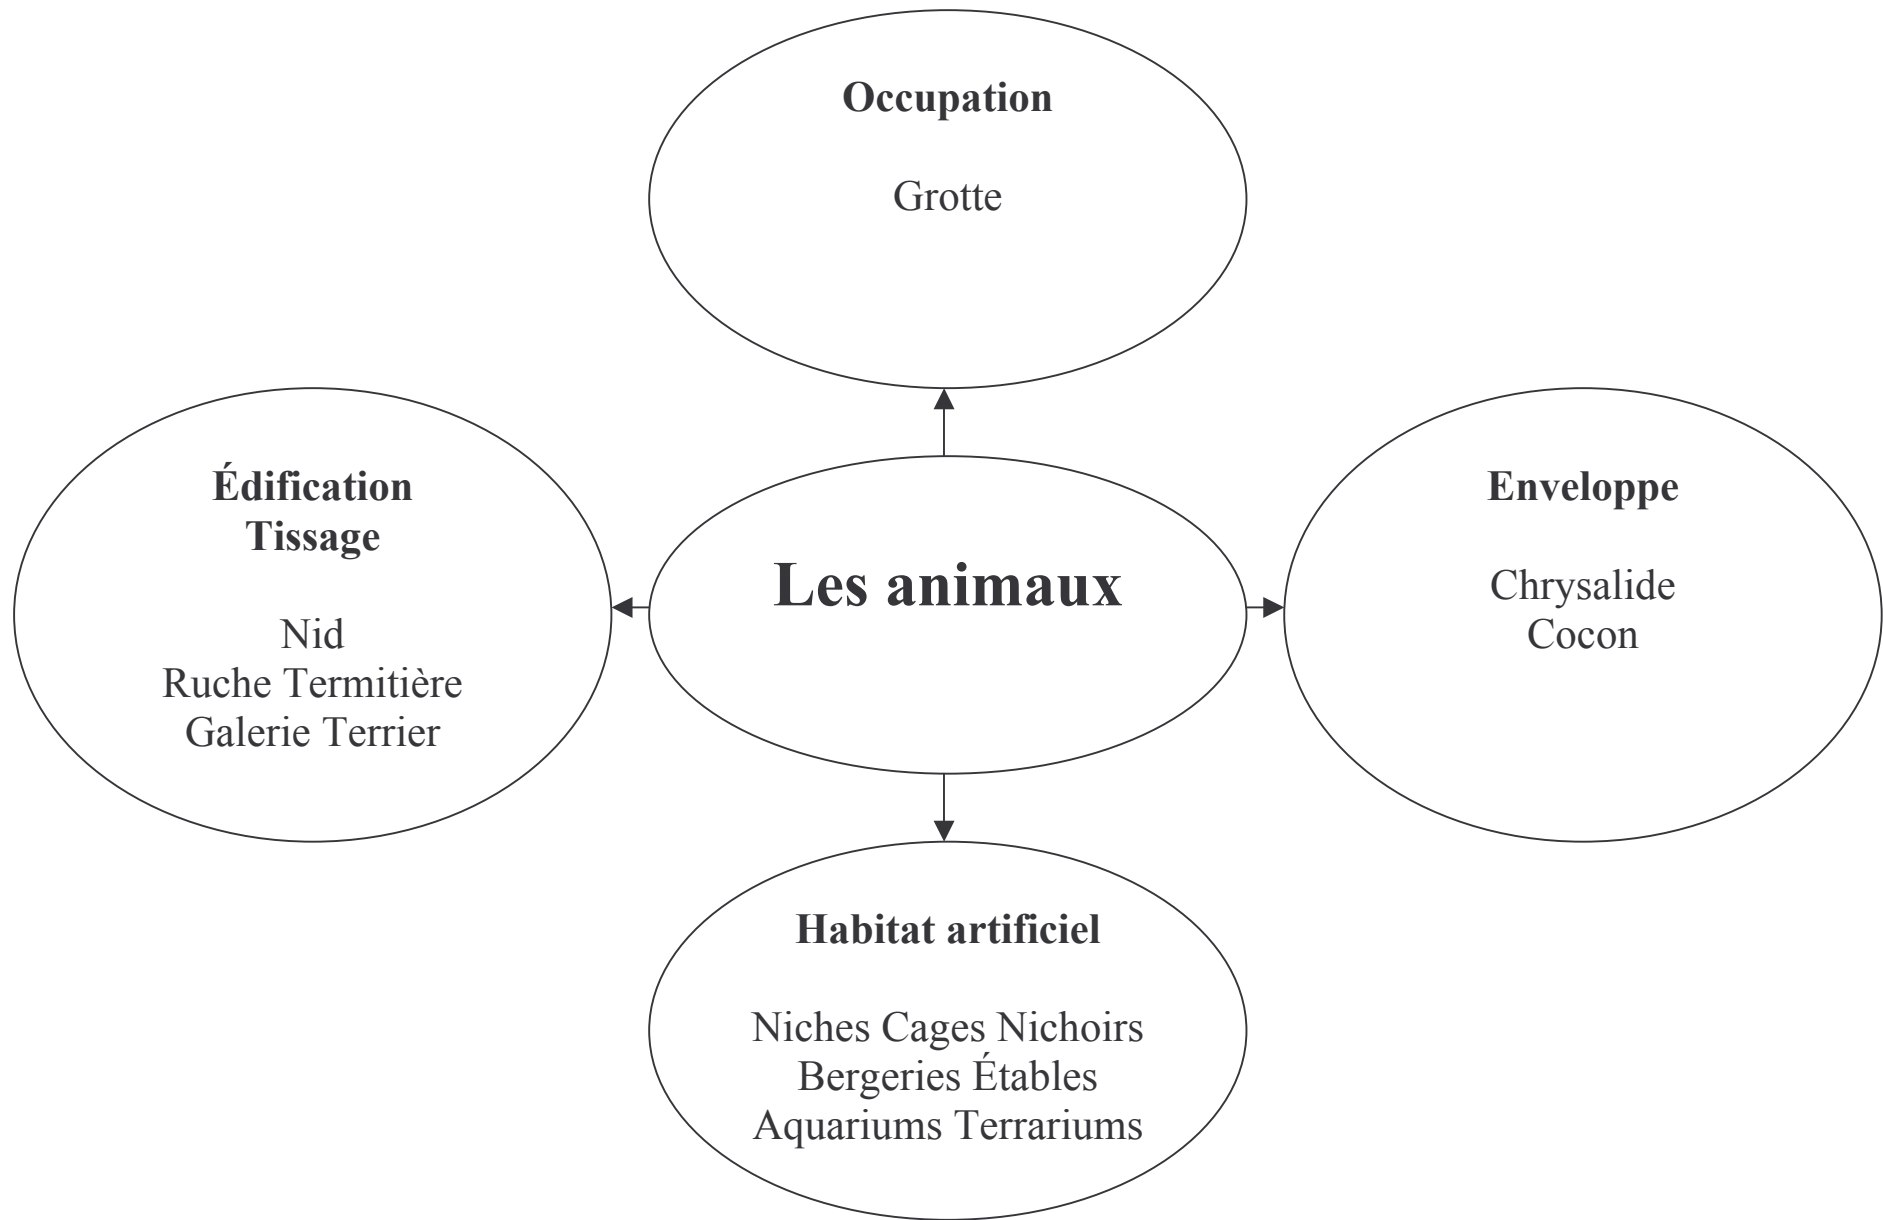 Occupation
Grotte
Édification
Tissage
Nid
Ruche Termitière
Galerie Terrier
Les animaux
Enveloppe
Chrysalide
Cocon
Habitat artificiel
Niches Cages Nichoirs
Bergeries Étables
Aquariums Terrariums